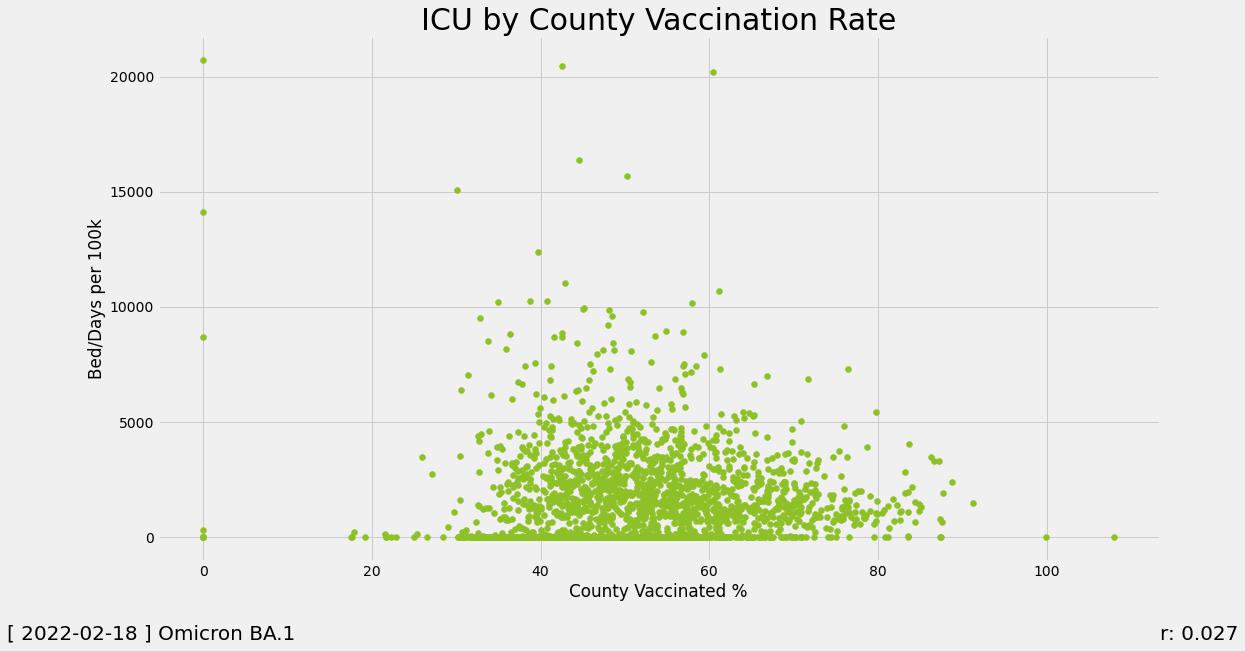 ICU by County Vaccination Rate
20000
15000
10000
5000
0
Bed/Days per 100k
0 20 40 60 80 100
County Vaccinated %
[ 2022-02-18 ] Omicron BA.1
r: 0.027